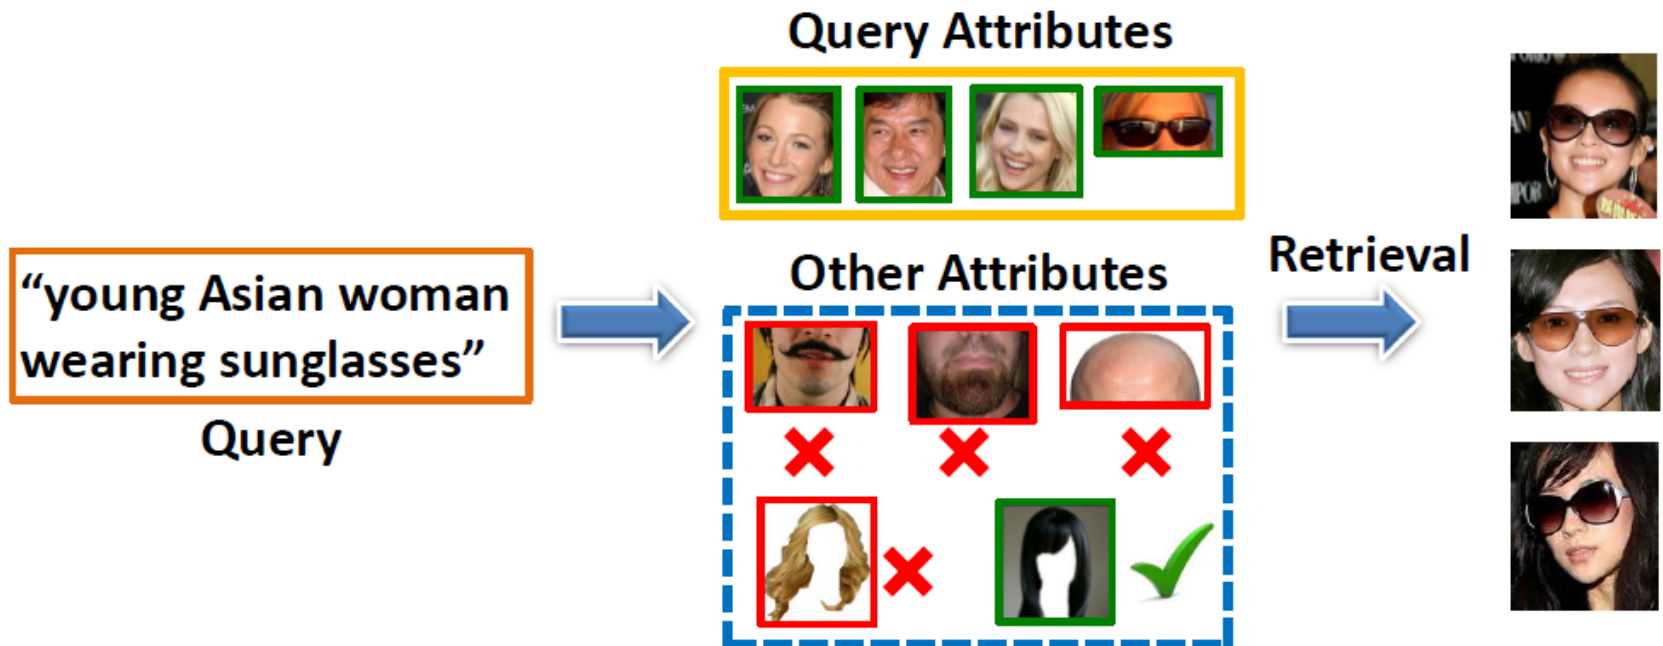 Query Attributes
“young Asian woman
wearing sunglasses”
Query
Other Attributes
Retrieval